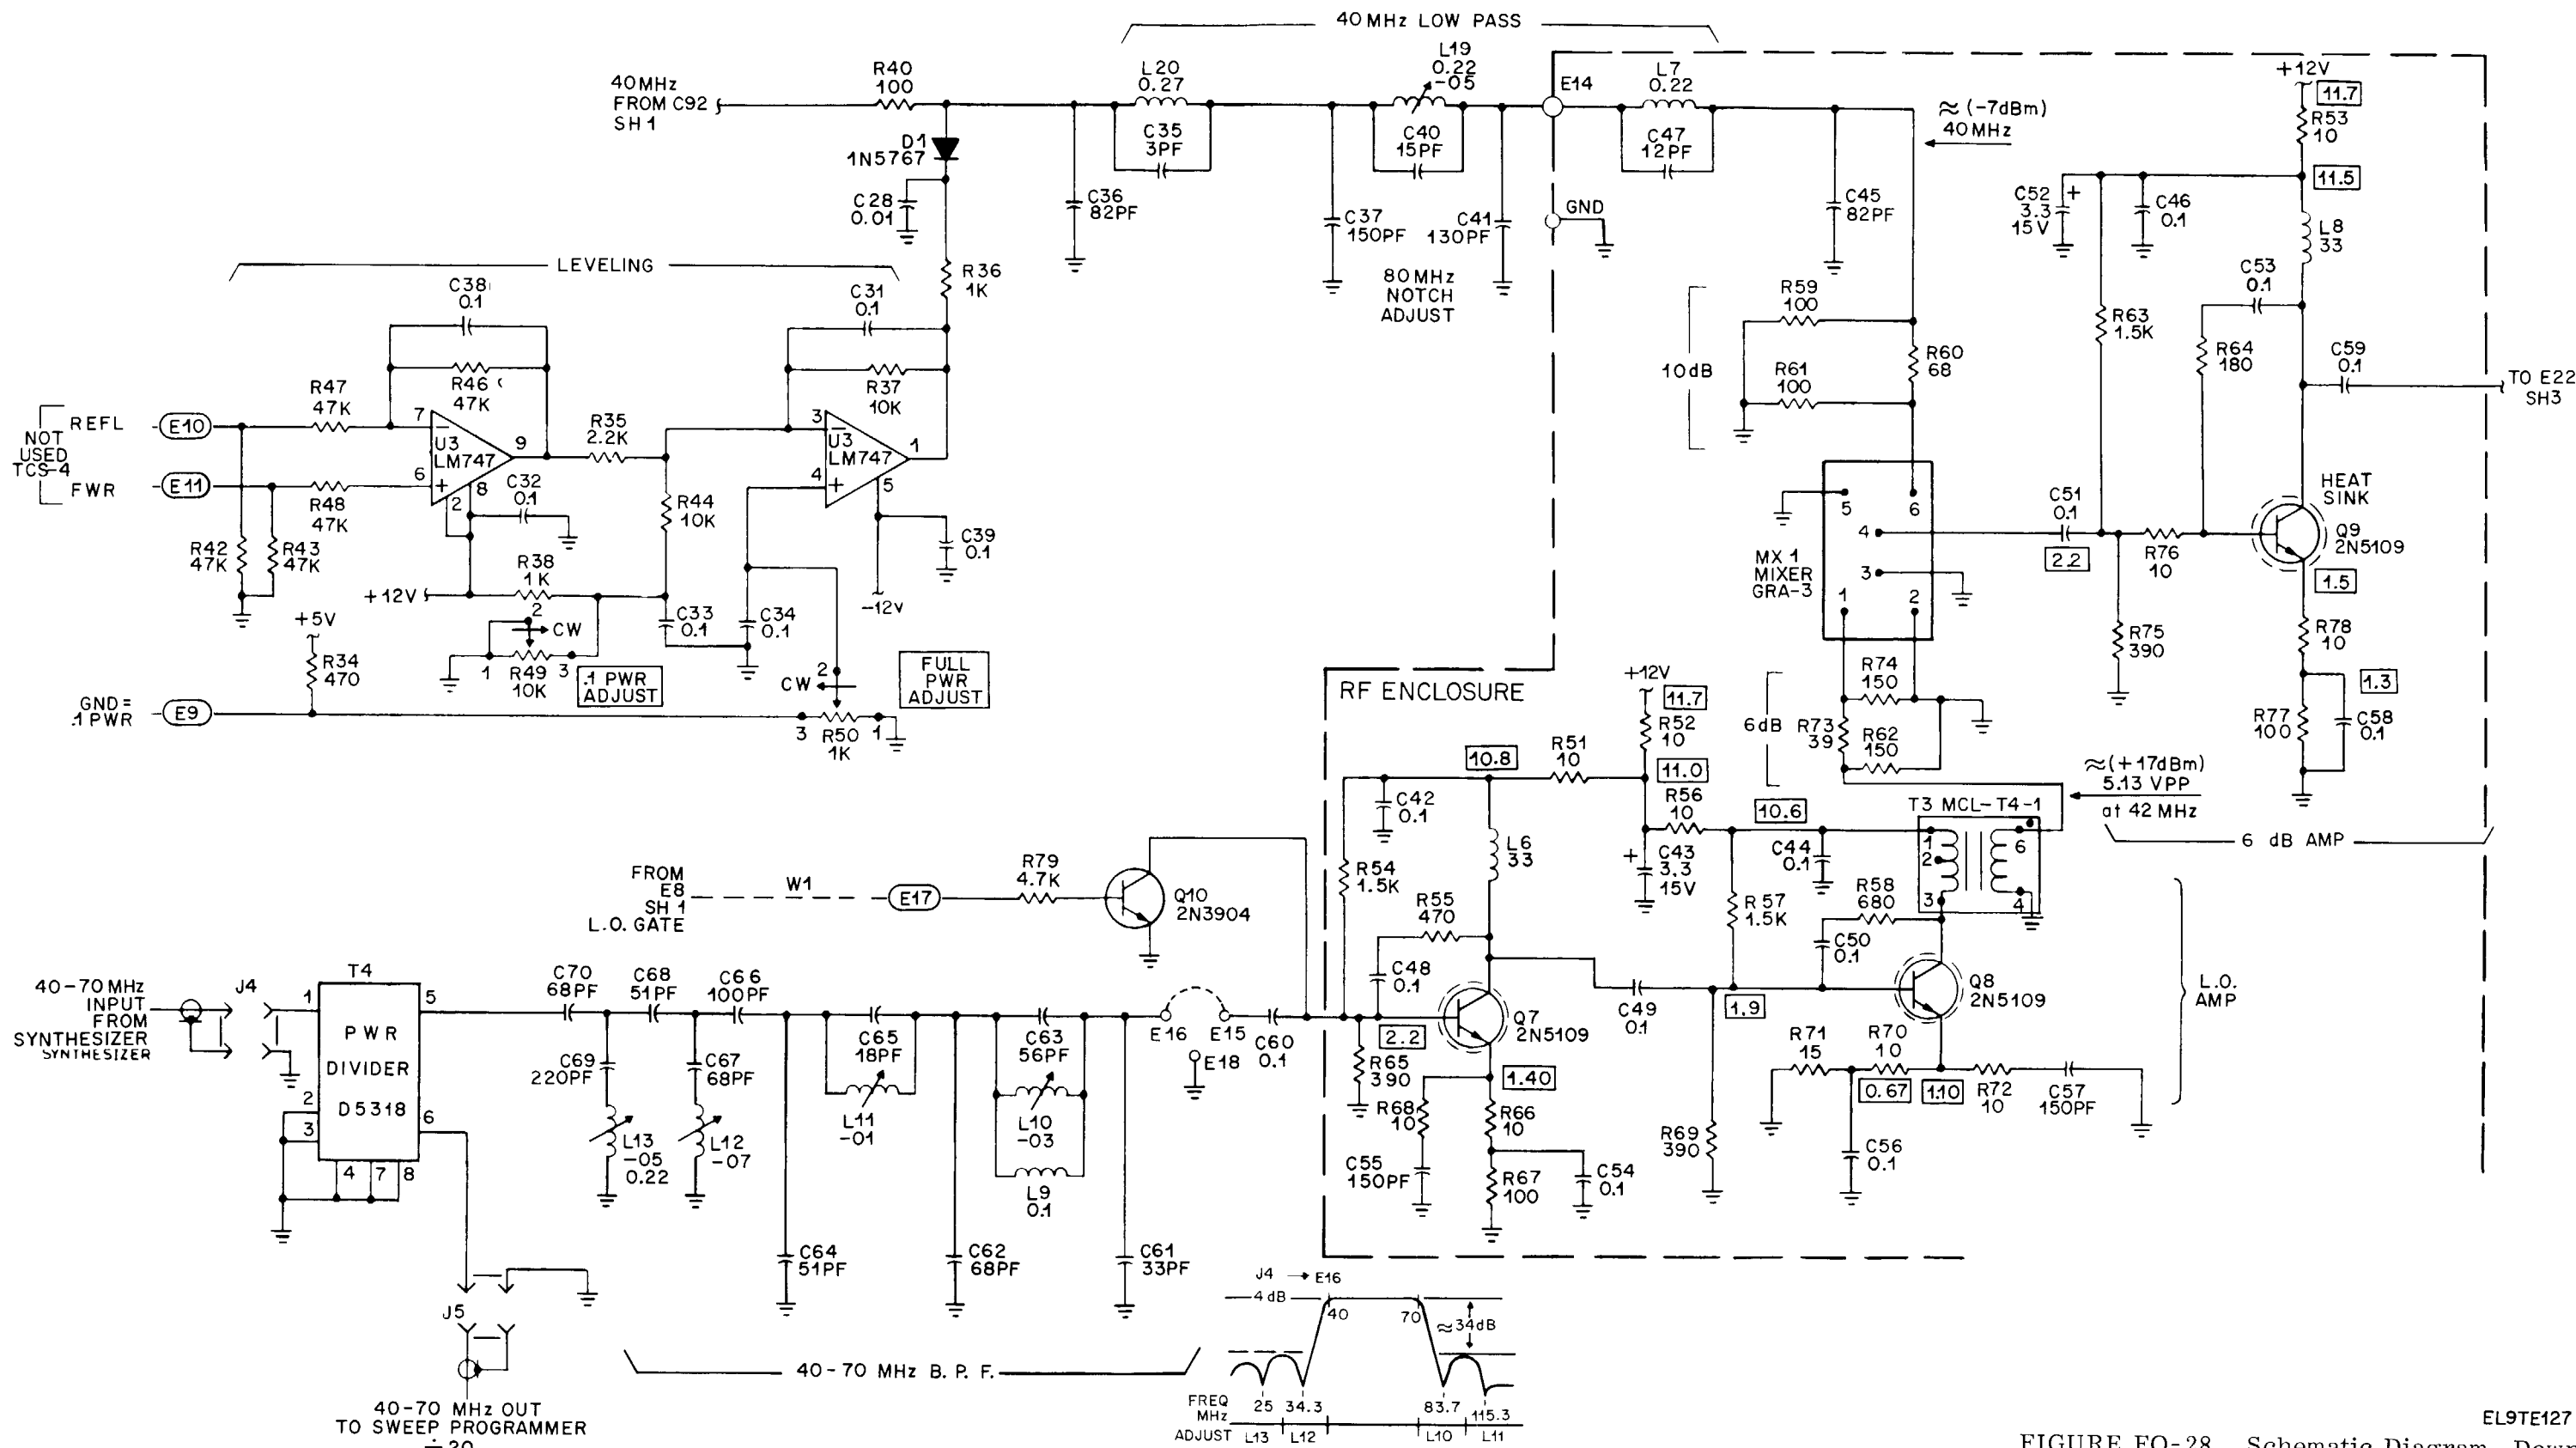 40 MHz LOW PASS
40 MHz
FROM C92
SH 1
R40
100
L20
0.27
L19
0.22
-05
E14
L7
0.22
≈ (-7dBm)
40 MHz
+12V
11.7
R53
10
D1
1N5767
C35
3PF
C40
15PF
C47
12PF
C28
0.01
C36
82PF
C37
150PF
C41
130PF
GND
C45
82PF
C52
3.3
15V
+
C46
0.1
11.5
L8
33
LEVELING
R36
1K
80 MHz
NOTCH
ADJUST
C38
0.1
C31
0.1
R59
100
R63
1.5K
C53
0.1
R64
180
C59
0.1
TO E22
SH3
R46
47K
R37
10K
10dB
R61
100
R60
68
NOT
USED
TCS-4
REFL
E10
R47
47K
7
−
U3
LM747
9
6
+
2
8
R35
2.2K
3
−
U3
LM747
1
4
+
5
FWR
E11
R48
47K
C32
0.1
R44
10K
C39
0.1
R42
47K
R43
47K
+12V
R38
1K
2
CW
C33
0.1
C34
0.1
-12V
1
R49
10K
3
.1 PWR
ADJUST
+5V
R34
470
GND =
.1 PWR
E9
2
CW
3
R50
1K
1
FULL
PWR
ADJUST
5
6
4
3
1
2
MX 1
MIXER
GRA-3
C51
0.1
2.2
R76
10
HEAT
SINK
Q9
2N5109
1.5
R75
390
R78
10
1.3
R77
100
C58
0.1
RF ENCLOSURE
+12V
11.7
R52
10
6dB
R74
150
R73
39
R62
150
10.8
R51
10
11.0
≈(+17dBm)
5.13 VPP
at 42 MHz
6 dB AMP
C42
0.1
R56
10
10.6
T3 MCL-T4-1
1
2
3
6
4
L6
33
+
C43
3.3
15V
C44
0.1
R54
1.5K
R55
470
R57
1.5K
R58
680
C50
0.1
FROM
E8
SH 1
L.O. GATE
W1
E17
R79
4.7K
Q10
2N3904
C48
0.1
C49
0.1
1.9
Q8
2N5109
L.O.
AMP
40-70 MHz
INPUT
FROM
SYNTHESIZER
SYNTHESIZER
J4
T4
1
5
PWR
DIVIDER
D5318
2
3
6
4
7
8
C70
68PF
C68
51PF
C66
100PF
C69
220PF
C67
68PF
C65
18PF
C63
56PF
E16
E15
E18
C60
0.1
2.2
R65
390
Q7
2N5109
1.40
R71
15
R70
10
0.67
1.10
R72
10
C57
150PF
L13
-05
0.22
L12
-07
L11
-01
L10
-03
L9
0.1
R68
10
R66
10
C55
150PF
R67
100
C54
0.1
R69
390
C56
0.1
C64
51PF
C62
68PF
C61
33PF
J5
40-70 MHz OUT
TO SWEEP PROGRAMMER
÷20
40-70 MHz B.P.F.
J4 → E16
4 dB
40
70
≈34dB
FREQ
MHz
25
34.3
83.7
115.3
ADJUST
L13
L12
L10
L11
EL9TE127
FIGURE FO-28. Schematic Diagram